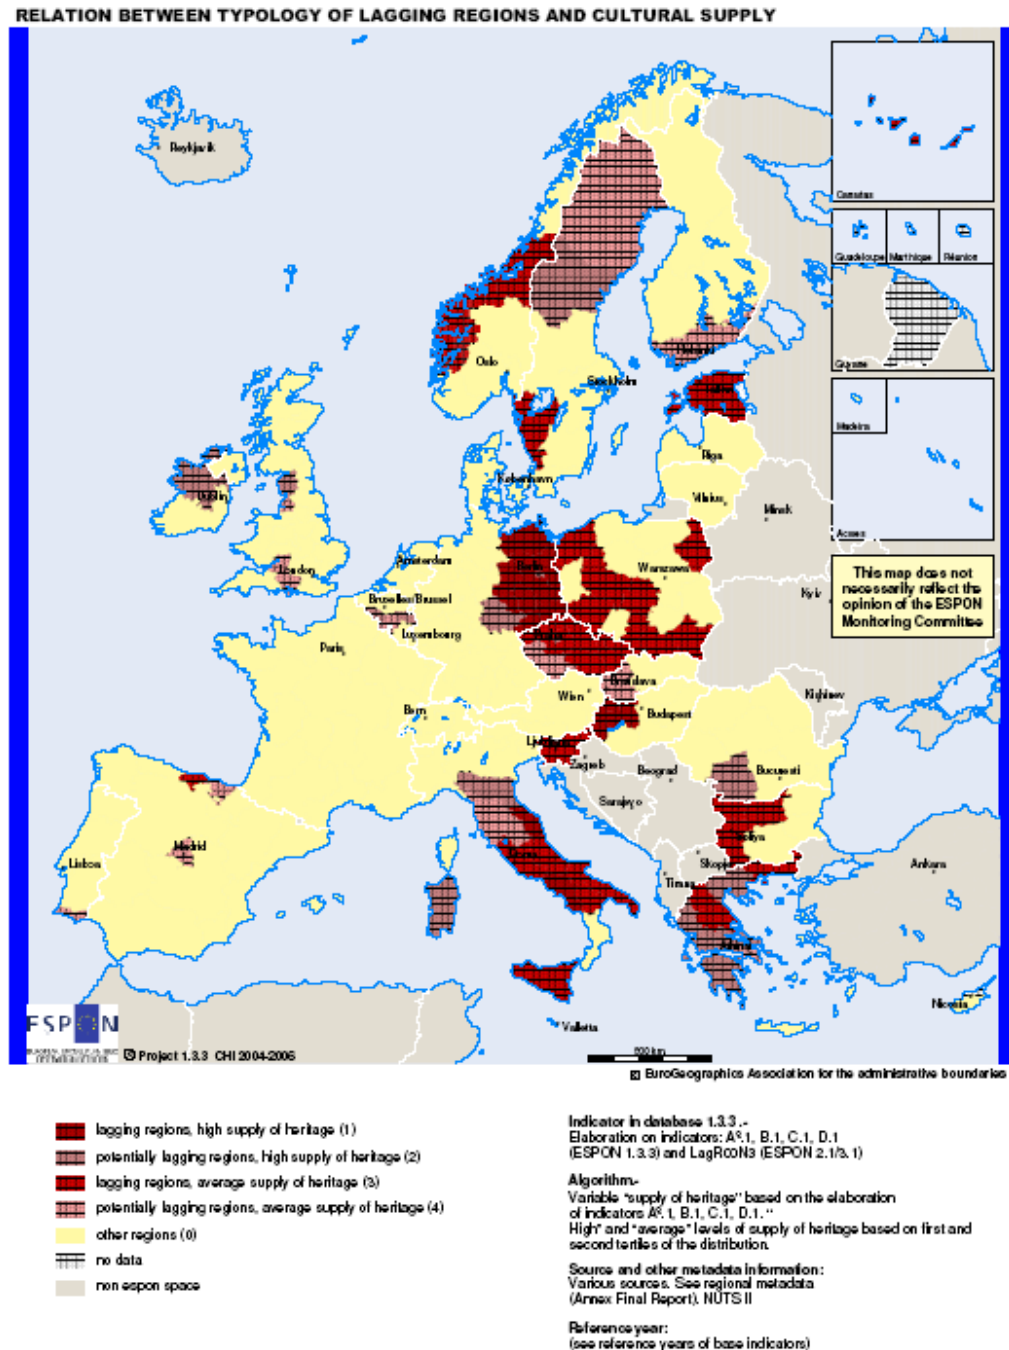 RELATION BETWEEN TYPOLOGY OF LAGGING REGIONS AND CULTURAL SUPPLY
Reykjavik
Canarias
Guadeloupe
Martinique
Réunion
Guyane
Madeira
Acores
Oslo
Helsinki
Stockholm
Riga
København
Vilnius
Minsk
Dublin
London
Amsterdam
Berlin
Warszawa
Kyiv
This map does not
necessarily reflect the
opinion of the ESPON
Monitoring Committee
Bruxelles/Brussel
Luxembourg
Paris
Praha
Bratislava
Wien
Budapest
Kishinev
Bern
Ljubljana
Zagreb
Beograd
Bucuresti
Sarajevo
Sofiya
Skopje
Roma
Madrid
Lisboa
Ankara
Athinai
Nicosia
Valletta
ESPON
© Project 1.3.3 CHI 2004-2006
500 km
EuroGeographics Association for the administrative boundaries
lagging regions, high supply of heritage (1)
potentially lagging regions, high supply of heritage (2)
lagging regions, average supply of heritage (3)
potentially lagging regions, average supply of heritage (4)
other regions (0)
no data
non espon space
Indicator in database 1.3.3 .-
Elaboration on indicators: Aº.1, B.1, C.1, D.1
(ESPON 1.3.3) and LagRCON3 (ESPON 2.1/3.1)
Algorithm.-
Variable "supply of heritage" based on the elaboration
of indicators Aº.1, B.1, C.1, D.1. "
High" and "average" levels of supply of heritage based on first and
second tertiles of the distribution.
Source and other metadata information:
Various sources. See regional metadata
(Annex Final Report). NUTS II
Reference year:
(see reference years of base indicators)